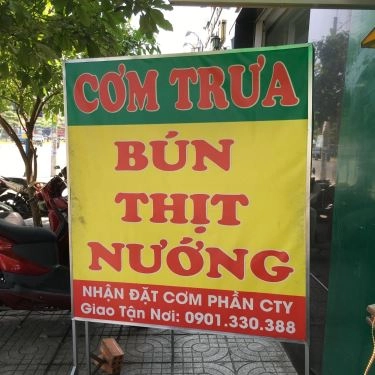 CƠM TRƯA
BÚN
THỊT
NƯỚNG
NHẬN ĐẶT CƠM PHẦN CTY
Giao Tận Nơi: 0901.330.388